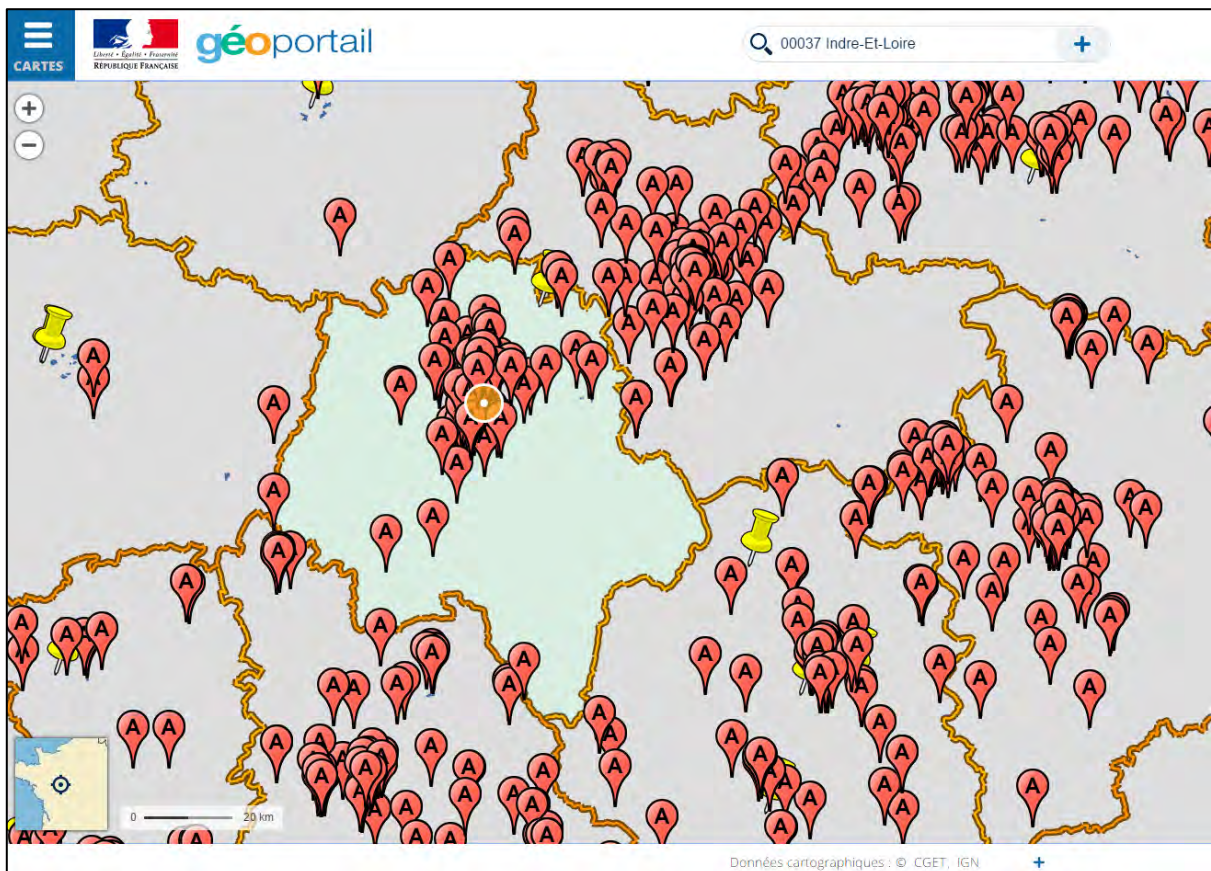 CARTES
Liberté • Égalité • Fraternité
RÉPUBLIQUE FRANÇAISE
géoportail
00037 Indre-Et-Loire
+
+
−
A
0 20 km
Données cartographiques : © CGET, IGN +